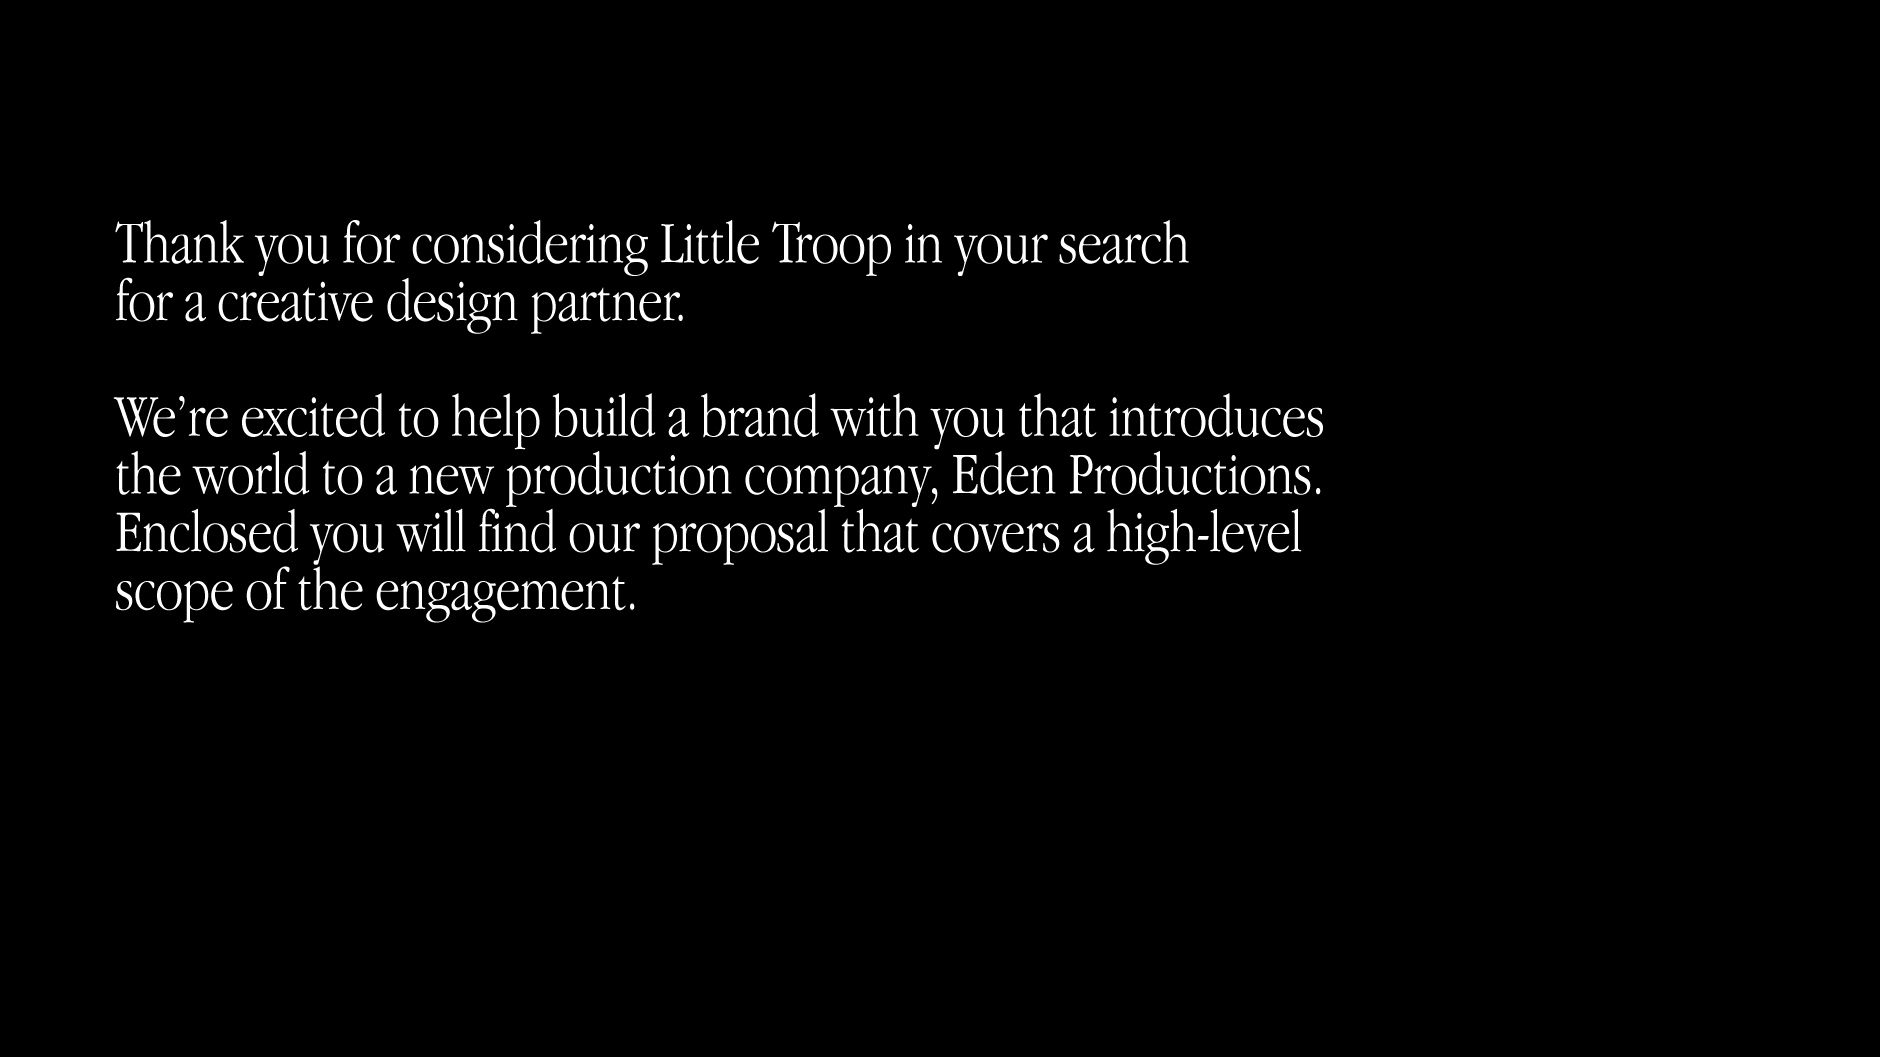 Thank you for considering Little Troop in your search
for a creative design partner.
We’re excited to help build a brand with you that introduces
the world to a new production company, Eden Productions.
Enclosed you will find our proposal that covers a high-level
scope of the engagement.